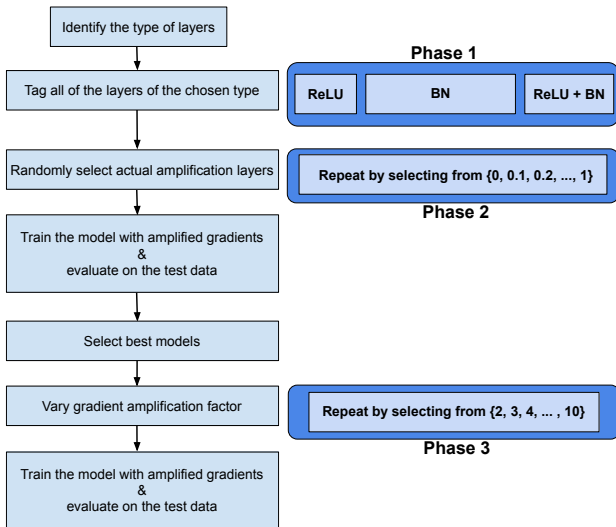 Identify the type of layers
Phase 1
Tag all of the layers of the chosen type
ReLU
BN
ReLU + BN
Randomly select actual amplification layers
Repeat by selecting from {0, 0.1, 0.2, ..., 1}
Phase 2
Train the model with amplified gradients
&
evaluate on the test data
Select best models
Vary gradient amplification factor
Repeat by selecting from {2, 3, 4, ... , 10}
Phase 3
Train the model with amplified gradients
&
evaluate on the test data